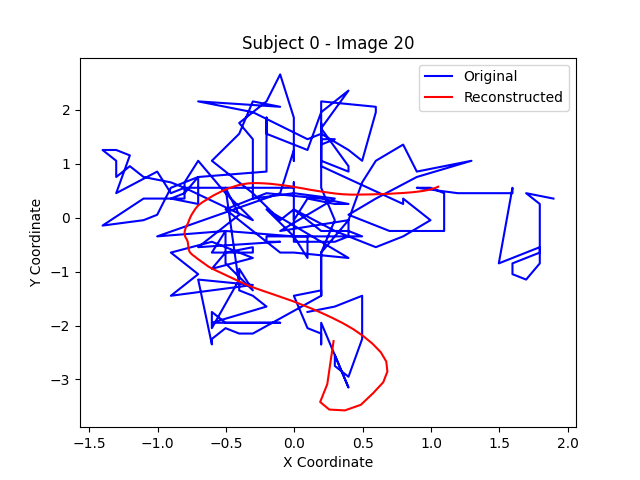 Subject 0 - Image 20
Original
Reconstructed
Y Coordinate
2
1
0
−1
−2
−3
−1.5 −1.0 −0.5 0.0 0.5 1.0 1.5 2.0
X Coordinate